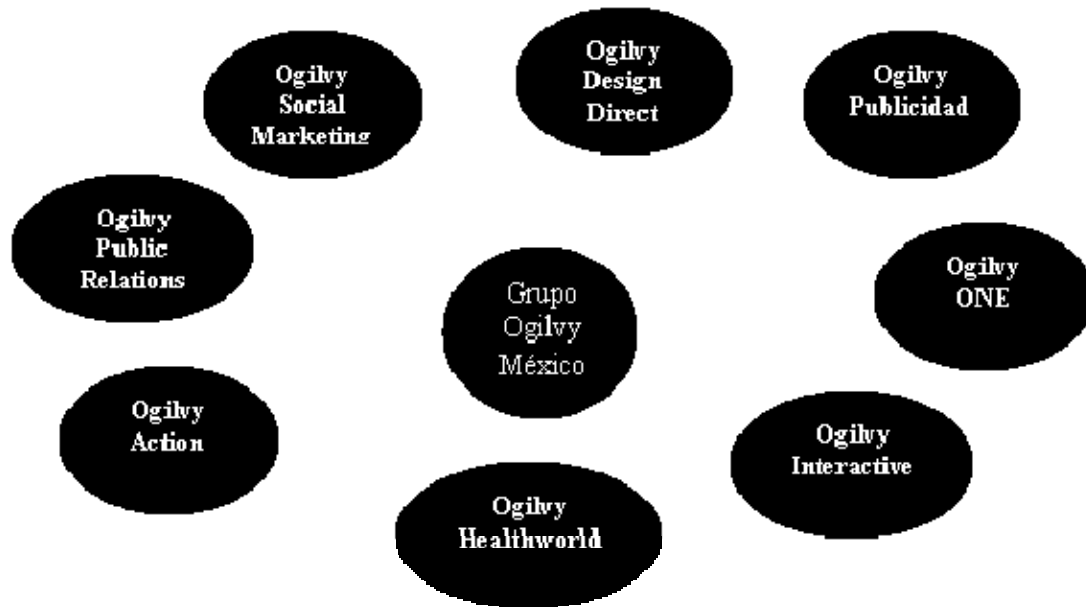 Ogilvy
Social
Marketing
Ogilvy
Design
Direct
Ogilvy
Publicidad
Ogilvy
Public
Relations
Ogilvy
ONE
Grupo
Ogilvy
México
Ogilvy
Action
Ogilvy
Interactive
Ogilvy
Healthworld